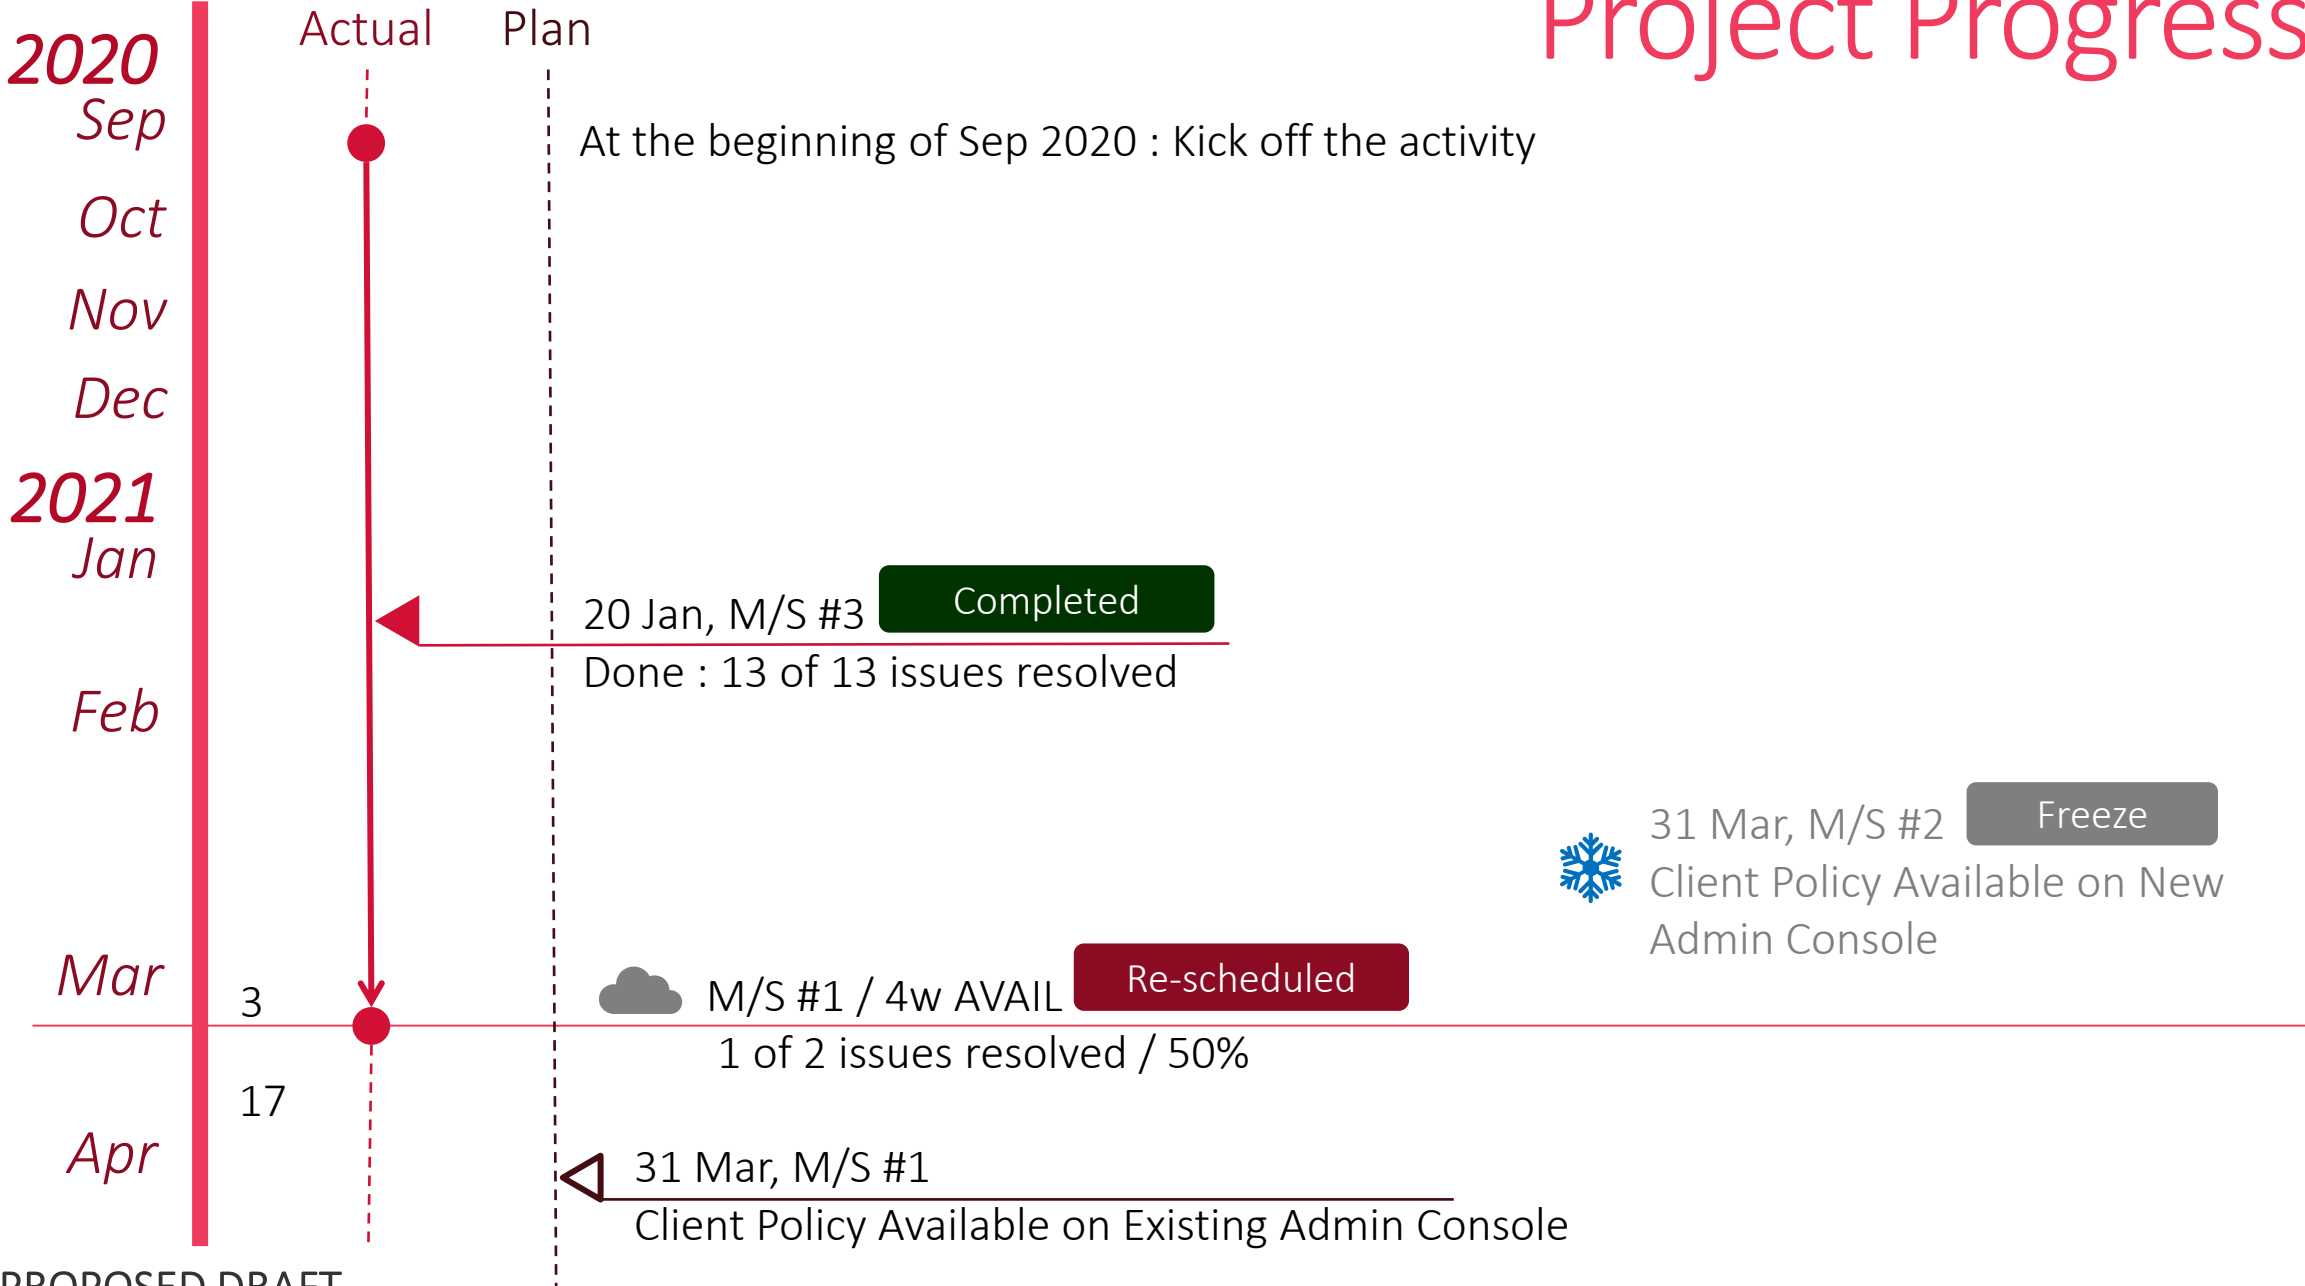 Project Progress
Actual
Plan
2020
Sep
At the beginning of Sep 2020 : Kick off the activity
Oct
Nov
Dec
2021
Jan
20 Jan, M/S #3
Completed
Done : 13 of 13 issues resolved
Feb
31 Mar, M/S #2
Freeze
Client Policy Available on New
Admin Console
Mar
3
M/S #1 / 4w AVAIL
Re-scheduled
1 of 2 issues resolved / 50%
17
Apr
31 Mar, M/S #1
Client Policy Available on Existing Admin Console
PROPOSED DRAFT